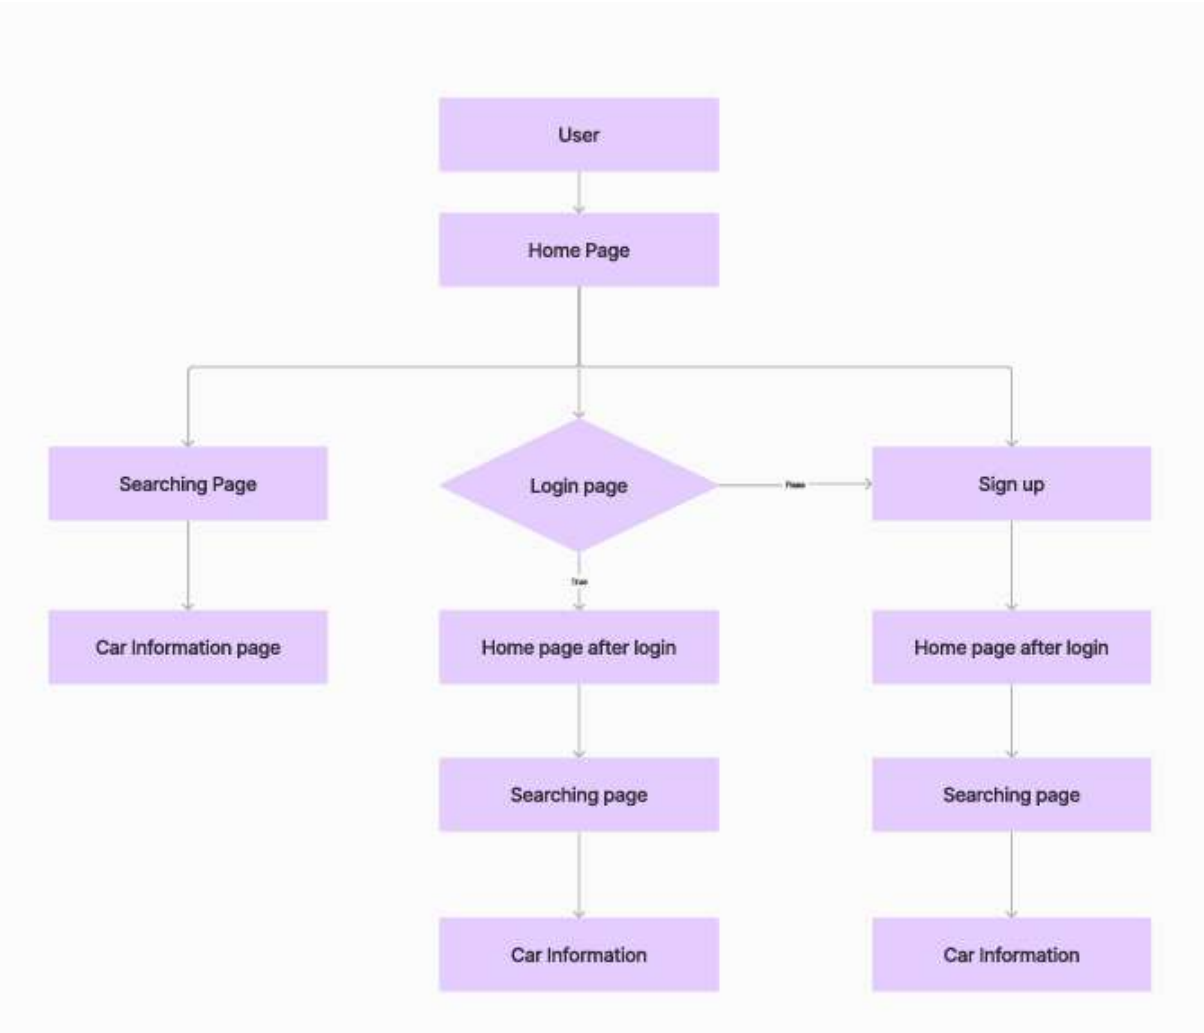 User
Home Page
Searching Page
Login page
Sign up
True
Car Information page
Home page after login
Home page after login
Searching page
Searching page
Car Information
Car Information